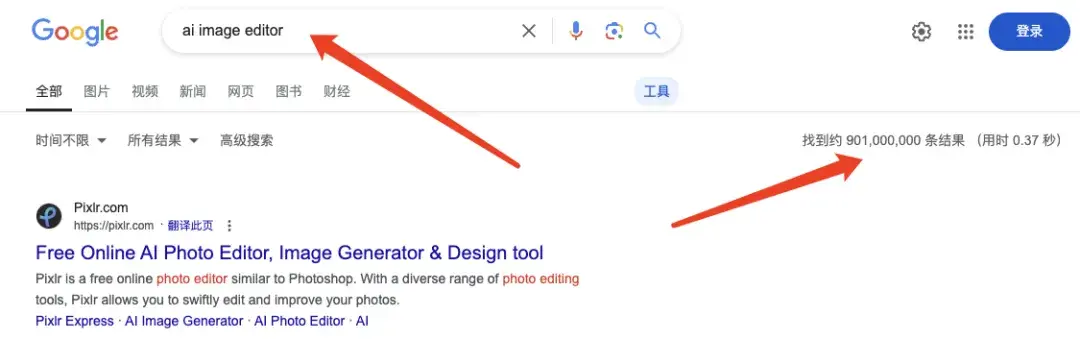 Google
ai image editor
登录
全部 图片 视频 新闻 网页 图书 财经 工具
时间不限 所有结果 高级搜索 找到约 901,000,000 条结果 （用时 0.37 秒）
Pixlr.com
https://pixlr.com · 翻译此页
Free Online AI Photo Editor, Image Generator & Design tool
Pixlr is a free online photo editor similar to Photoshop. With a diverse range of photo editing
tools, Pixlr allows you to swiftly edit and improve your photos.
Pixlr Express · AI Image Generator · AI Photo Editor · AI